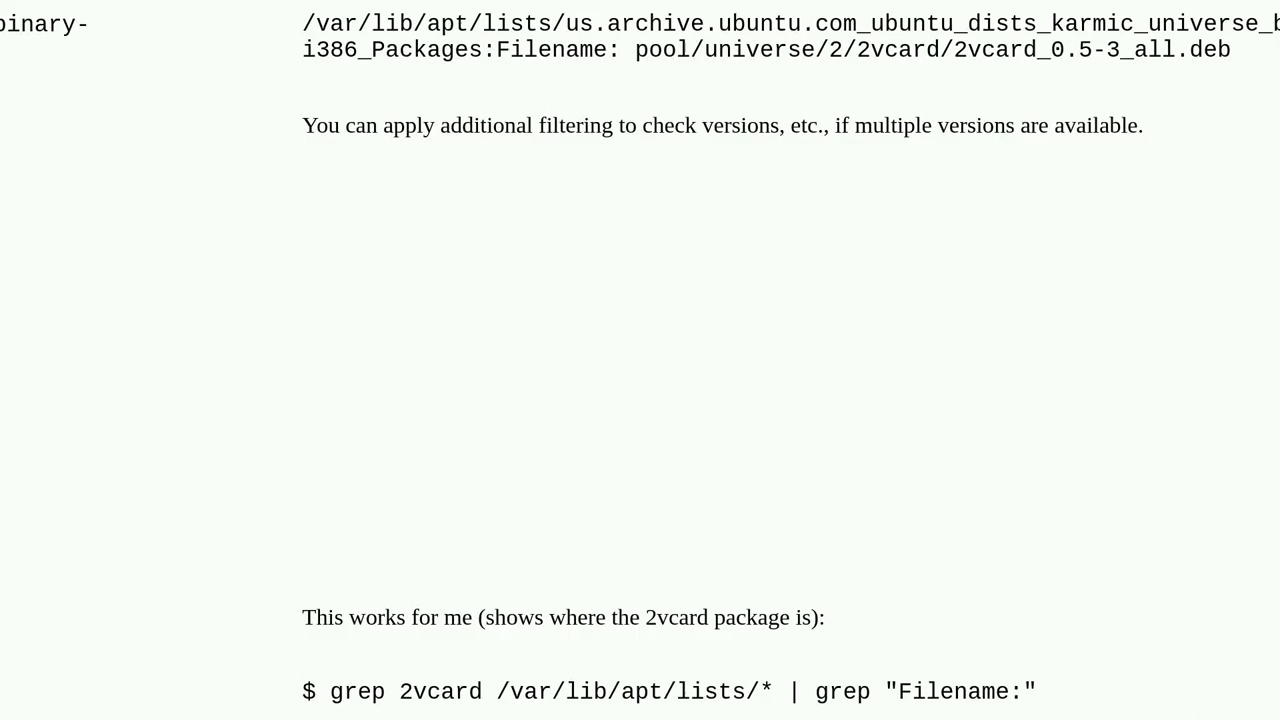 binary-
/var/lib/apt/lists/us.archive.ubuntu.com_ubuntu_dists_karmic_universe_b
i386_Packages:Filename: pool/universe/2/2vcard/2vcard_0.5-3_all.deb
You can apply additional filtering to check versions, etc., if multiple versions are available.
This works for me (shows where the 2vcard package is):
$ grep 2vcard /var/lib/apt/lists/* | grep "Filename:"